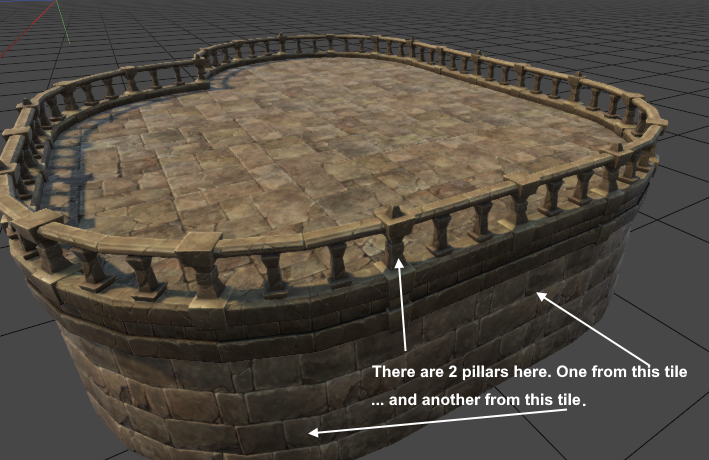 There are 2 pillars here. One from this tile
... and another from this tile.